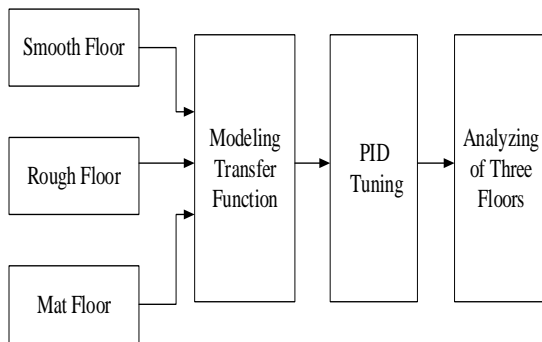 Smooth Floor
Rough Floor
Mat Floor
Modeling
Transfer
Function
PID
Tuning
Analyzing
of Three
Floors